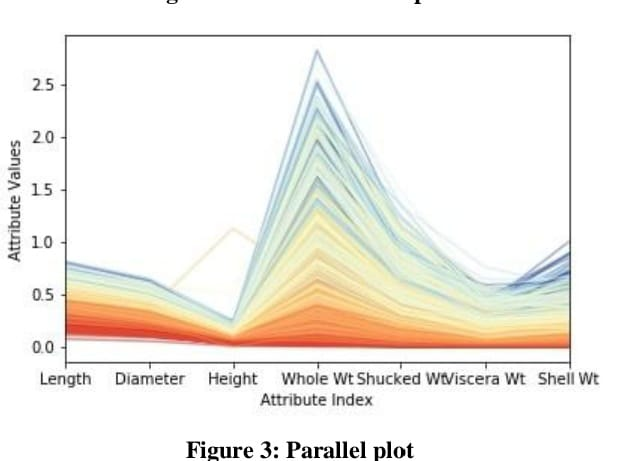 2.5
2.0
1.5
1.0
0.5
0.0
Attribute Values
Length Diameter Height Whole Wt Shucked Wt Viscera Wt Shell Wt
Attribute Index
Figure 3: Parallel plot